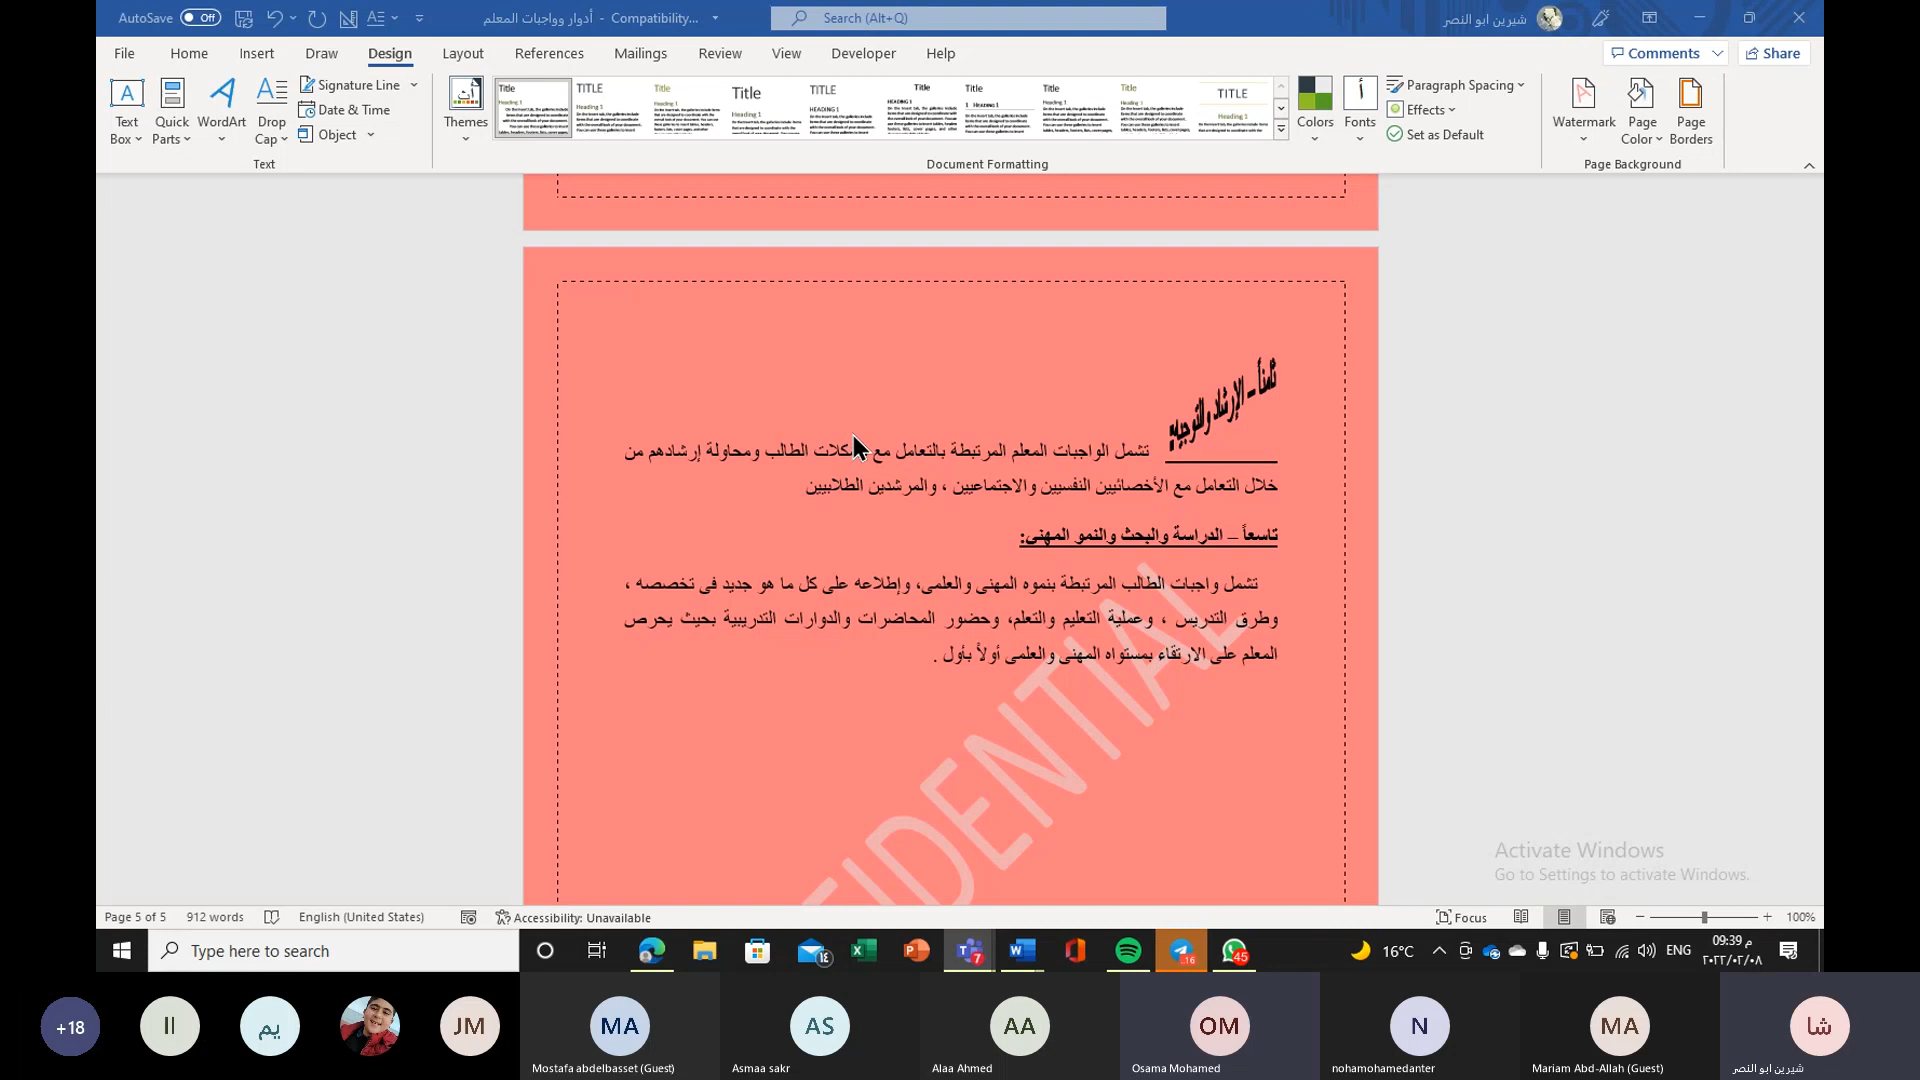 AutoSave Off أدوار وواجبات المعلم - Compatibility... Search (Alt+Q) شيرين ابو النصر
File Home Insert Draw Design Layout References Mailings Review View Developer Help Comments Share
Text Box Quick Parts WordArt Drop Cap
Signature Line
Date & Time
Object
Text
Themes Colors Fonts
Paragraph Spacing
Effects
Set as Default
Document Formatting
Watermark Page Color Page Borders
Page Background
ثامناً – الإرشاد والتوجيه:
تشمل الواجبات المعلم المرتبطة بالتعامل مع الطالب ومحاولة إرشادهم من
خلال التعامل مع الأخصائيين النفسيين والاجتماعيين ، والمرشدين الطلابيين
تاسعاً – الدراسة والبحث والنمو المهنى:
تشمل واجبات الطالب المرتبطة بنموه المهنى والعلمى، وإطلاعه على كل ما هو جديد فى تخصصه ،
وطرق التدريس ، وعملية التعليم والتعلم، وحضور المحاضرات والدوارات التدريبية بحيث يحرص
المعلم على الارتقاء بمستواه المهنى والعلمى أولاً بأول .
FIDENTIAL
Activate Windows
Go to Settings to activate Windows.
Page 5 of 5 912 words English (United States) Accessibility: Unavailable Focus 100%
Type here to search 16°C ENG
09:39 م
٢٠٢٢/٠٢/٠٨
+18 II يم JM MA AS AA OM N MA شا
Mostafa abdelbasset (Guest) Asmaa sakr Alaa Ahmed Osama Mohamed nohamohamedanter Mariam Abd-Allah (Guest) شيرين ابو النصر